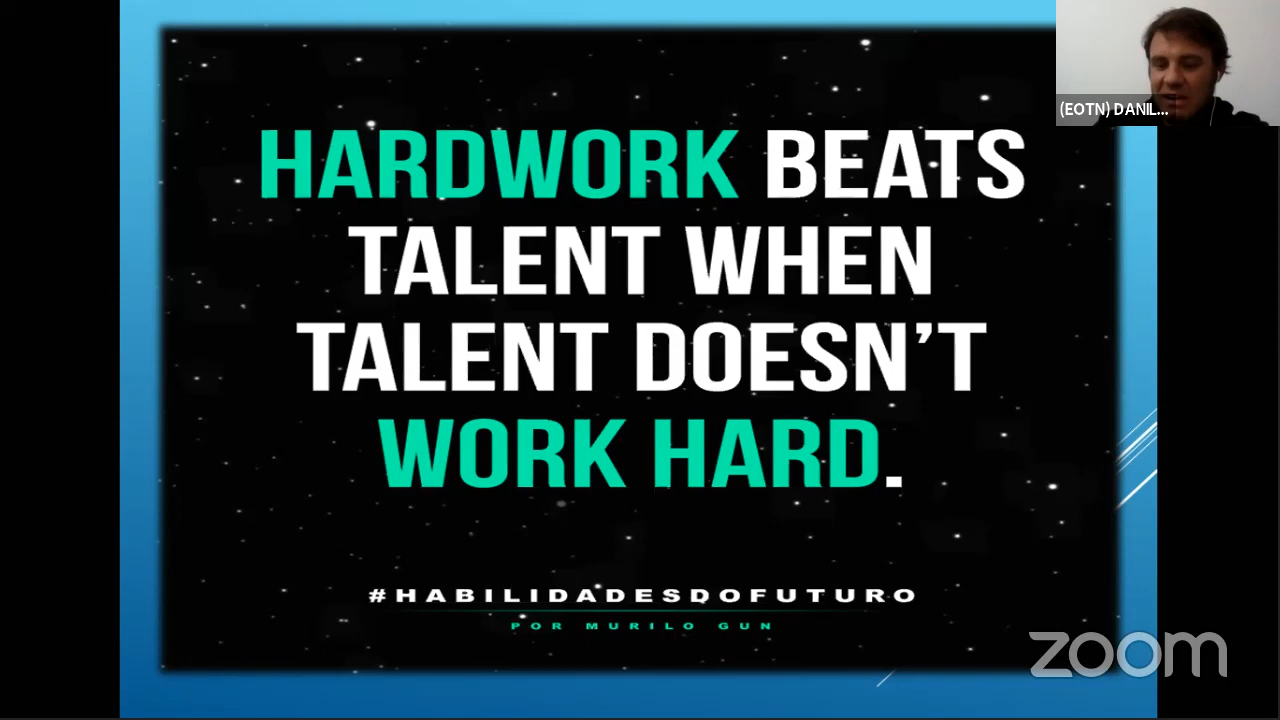 HARDWORK BEATS
TALENT WHEN
TALENT DOESN'T
WORK HARD.
#HABILIDADESDOFUTURO
POR MURILO GUN
(EOTN) DANIL...
zoom